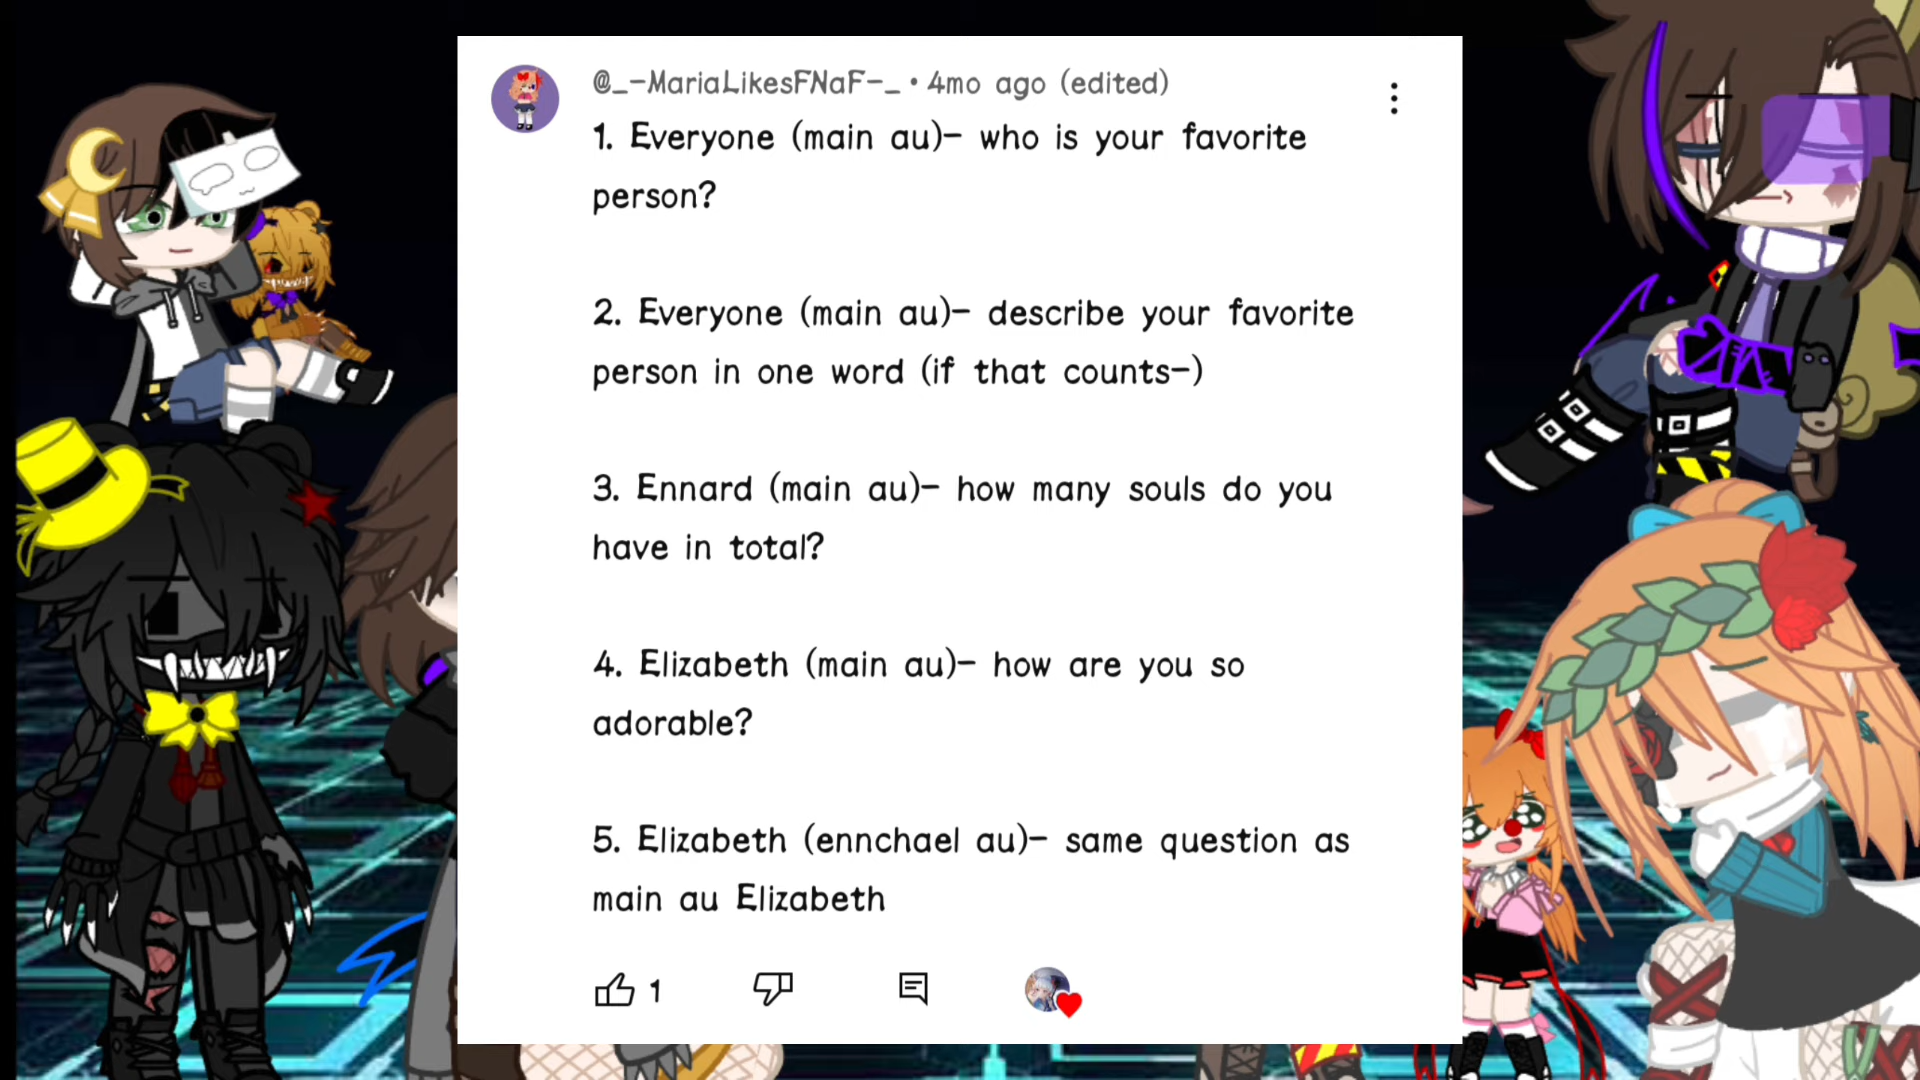 @_-MariaLikesFNaF-_ • 4mo ago (edited)
1. Everyone (main au)- who is your favorite
person?
2. Everyone (main au)- describe your favorite
person in one word (if that counts-)
3. Ennard (main au)- how many souls do you
have in total?
4. Elizabeth (main au)- how are you so
adorable?
5. Elizabeth (ennchael au)- same question as
main au Elizabeth
1